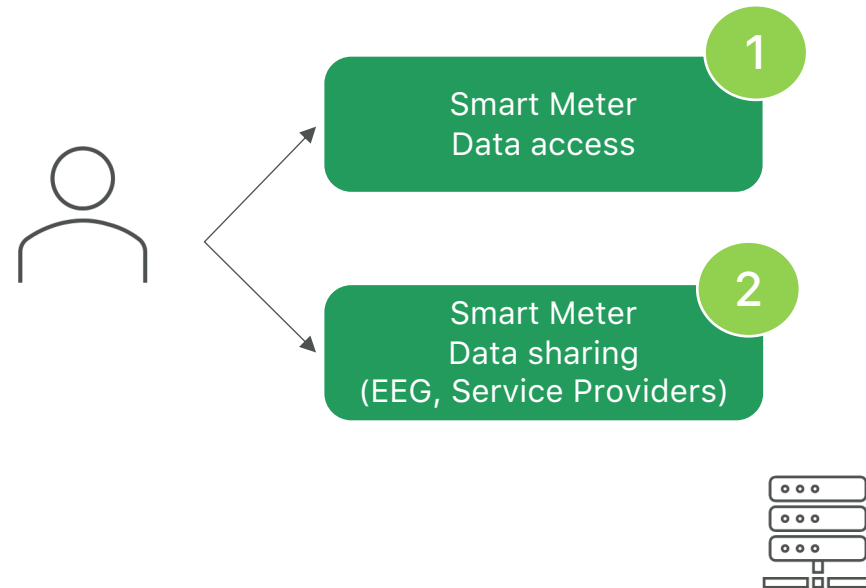 1
Smart Meter
Data access
2
Smart Meter
Data sharing
(EEG, Service Providers)